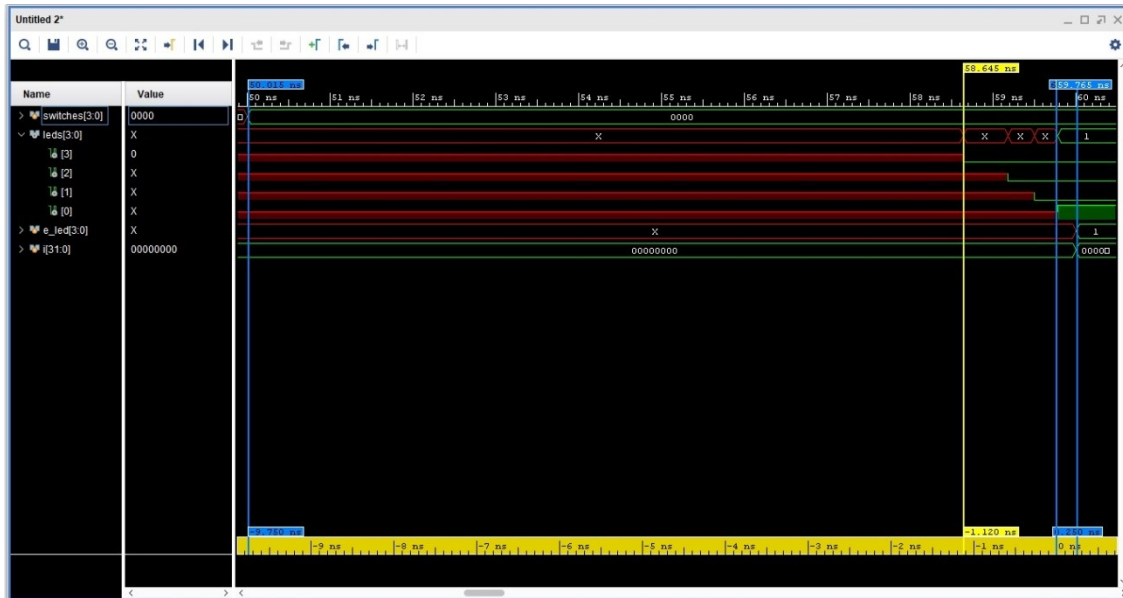 Untitled 2*
58.645 ns
50.015 ns
59.765 ns
Name Value
50 ns 51 ns 52 ns 53 ns 54 ns 55 ns 56 ns 57 ns 58 ns 59 ns 60 ns
switches[3:0] 0000 0000
leds[3:0] X X X X X 1
[3] 0
[2] X
[1] X
[0] X
e_led[3:0] X X 1
i[31:0] 00000000 00000000 0000
-9.750 ns -1.120 ns
-9 ns -8 ns -7 ns -6 ns -5 ns -4 ns -3 ns -2 ns -1 ns 0 ns